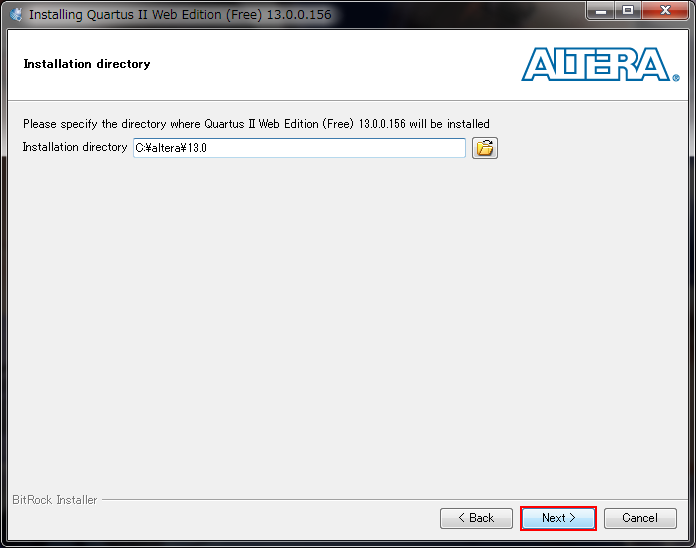 Installing Quartus II Web Edition (Free) 13.0.0.156
Installation directory
ALTERA®
Please specify the directory where Quartus II Web Edition (Free) 13.0.0.156 will be installed
Installation directory C:¥altera¥13.0
BitRock Installer
< Back Next > Cancel